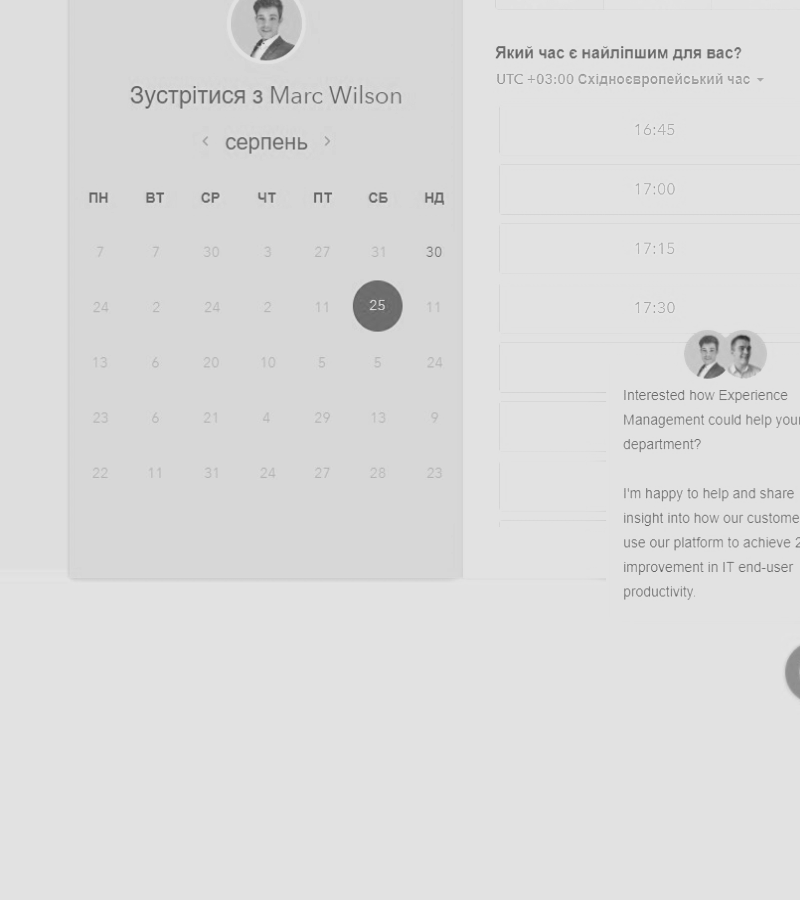 Зустрітися з Marc Wilson
серпень
ПН ВТ СР ЧТ ПТ СБ НД
7 7 30 3 27 31 30
24 2 24 2 11 25 11
13 6 20 10 5 5 24
23 6 21 4 29 13 9
22 11 31 24 27 28 23
Який час є найліпшим для вас?
UTC +03:00 Східноєвропейський час
16:45
17:00
17:15
17:30
Interested how Experience
Management could help your
department?
I'm happy to help and share
insight into how our custome
use our platform to achieve 2
improvement in IT end-user
productivity.